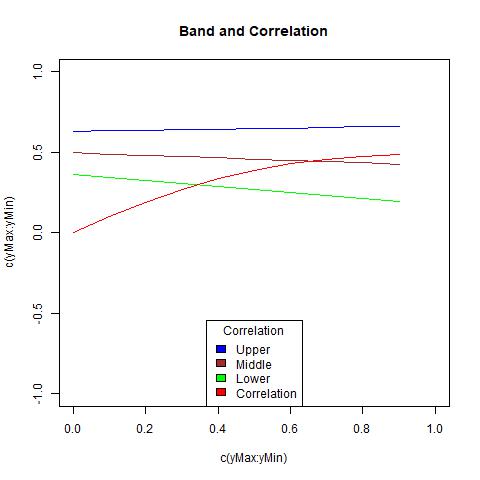 Band and Correlation
c(yMax:yMin)
1.0
0.5
0.0
-0.5
-1.0
Correlation
Upper
Middle
Lower
Correlation
0.0 0.2 0.4 0.6 0.8 1.0
c(yMax:yMin)